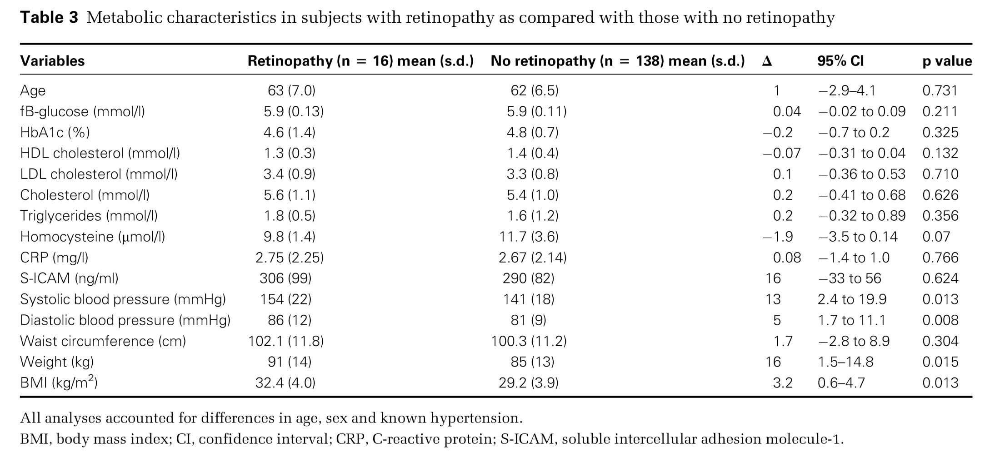 Table 3 Metabolic characteristics in subjects with retinopathy as compared with those with no retinopathy
Variables Retinopathy (n = 16) mean (s.d.) No retinopathy (n = 138) mean (s.d.) Δ 95% CI p value
Age 63 (7.0) 62 (6.5) 1 −2.9–4.1 0.731
fB-glucose (mmol/l) 5.9 (0.13) 5.9 (0.11) 0.04 −0.02 to 0.09 0.211
HbA1c (%) 4.6 (1.4) 4.8 (0.7) −0.2 −0.7 to 0.2 0.325
HDL cholesterol (mmol/l) 1.3 (0.3) 1.4 (0.4) −0.07 −0.31 to 0.04 0.132
LDL cholesterol (mmol/l) 3.4 (0.9) 3.3 (0.8) 0.1 −0.36 to 0.53 0.710
Cholesterol (mmol/l) 5.6 (1.1) 5.4 (1.0) 0.2 −0.41 to 0.68 0.626
Triglycerides (mmol/l) 1.8 (0.5) 1.6 (1.2) 0.2 −0.32 to 0.89 0.356
Homocysteine (μmol/l) 9.8 (1.4) 11.7 (3.6) −1.9 −3.5 to 0.14 0.07
CRP (mg/l) 2.75 (2.25) 2.67 (2.14) 0.08 −1.4 to 1.0 0.766
S-ICAM (ng/ml) 306 (99) 290 (82) 16 −33 to 56 0.624
Systolic blood pressure (mmHg) 154 (22) 141 (18) 13 2.4 to 19.9 0.013
Diastolic blood pressure (mmHg) 86 (12) 81 (9) 5 1.7 to 11.1 0.008
Waist circumference (cm) 102.1 (11.8) 100.3 (11.2) 1.7 −2.8 to 8.9 0.304
Weight (kg) 91 (14) 85 (13) 16 1.5–14.8 0.015
BMI (kg/m²) 32.4 (4.0) 29.2 (3.9) 3.2 0.6–4.7 0.013
All analyses accounted for differences in age, sex and known hypertension.
BMI, body mass index; CI, confidence interval; CRP, C-reactive protein; S-ICAM, soluble intercellular adhesion molecule-1.